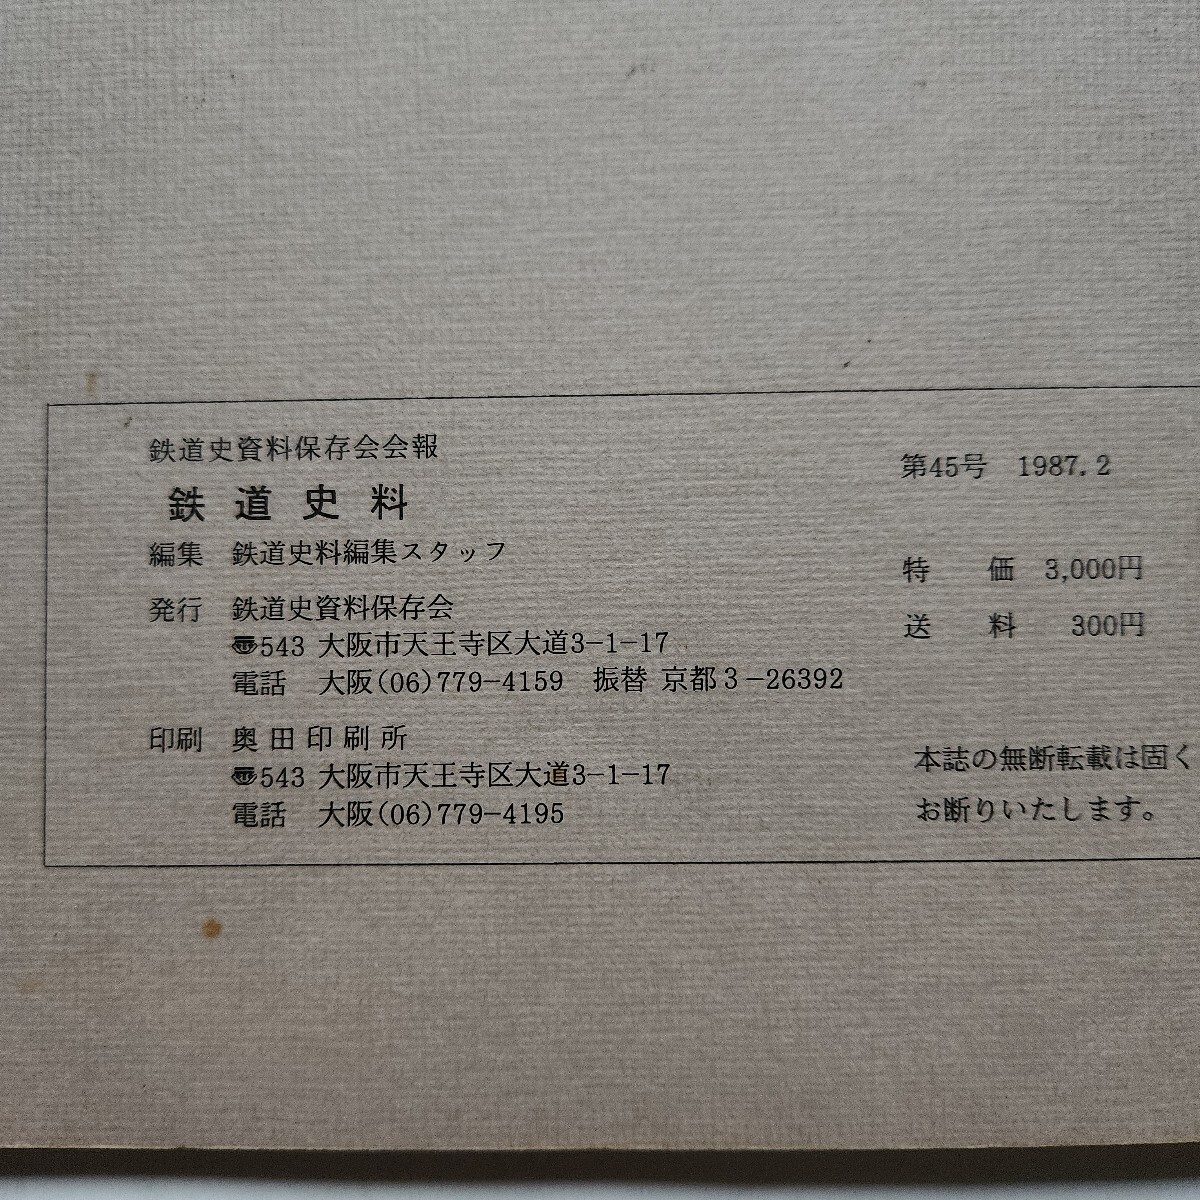 鉄道史資料保存会会報
第45号 1987.2
鉄道史料
編集 鉄道史料編集スタッフ
特 価 3,000円
発行 鉄道史資料保存会
送 料 300円
〠543 大阪市天王寺区大道3-1-17
電話 大阪(06)779-4159 振替 京都3-26392
印刷 奥田印刷所
〠543 大阪市天王寺区大道3-1-17
電話 大阪(06)779-4195
本誌の無断転載は固く
お断りいたします。